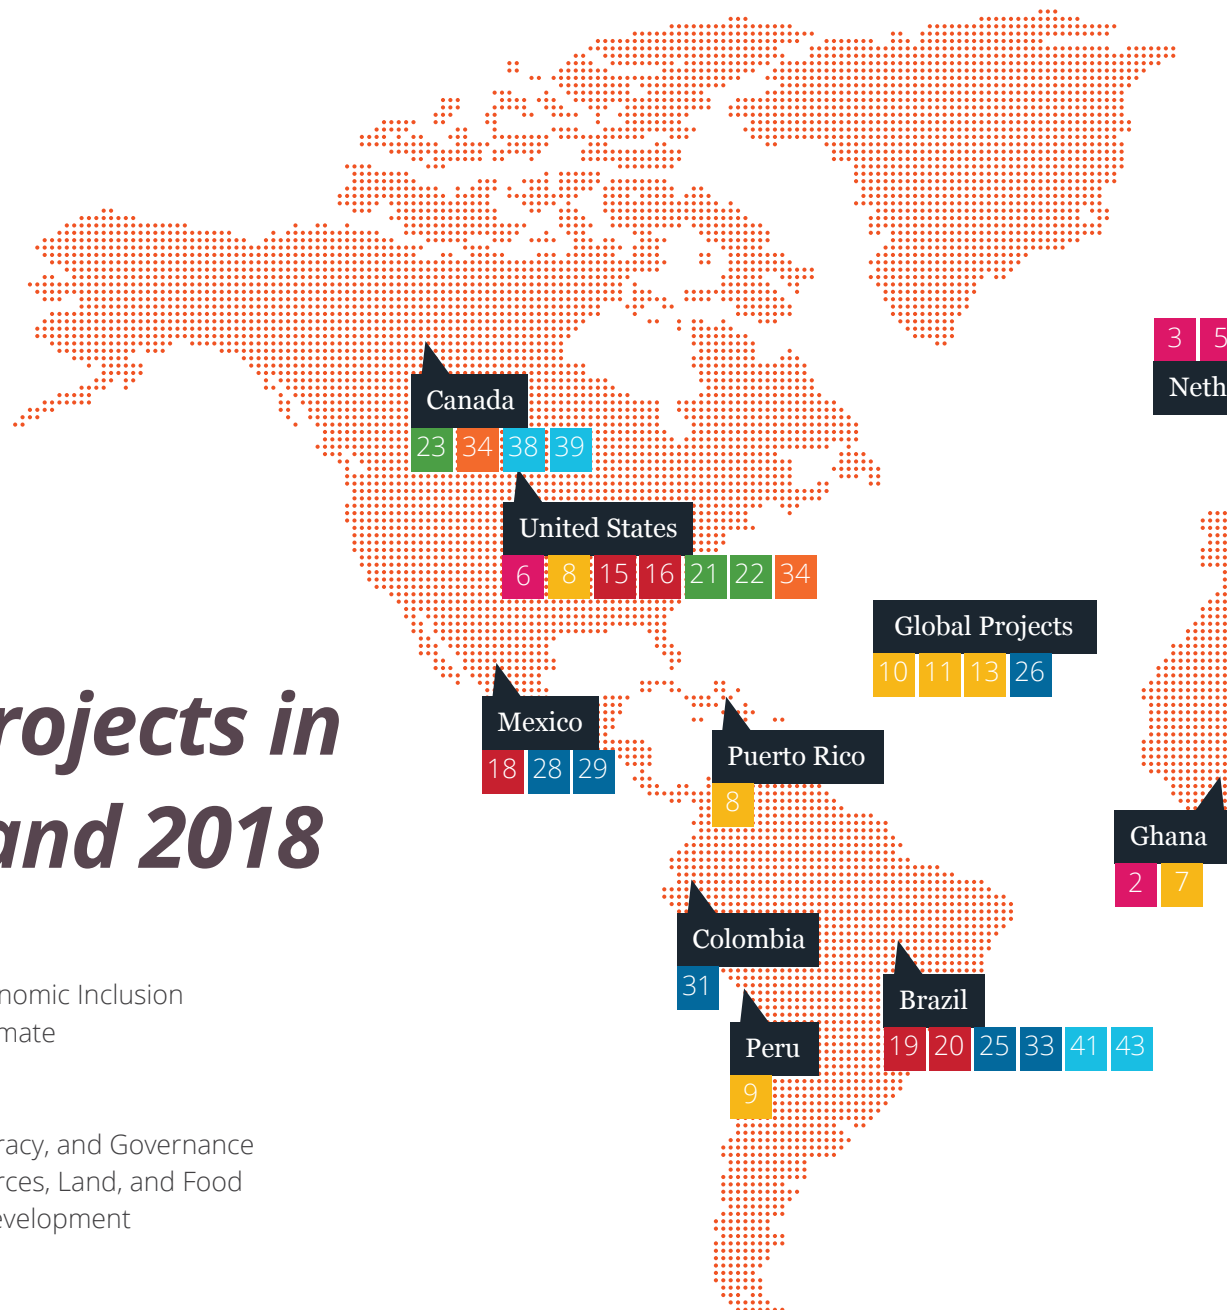 3 5
Neth
Canada
23 34 38 39
United States
6 8 15 16 21 22 34
Global Projects
10 11 13 26
rojects in
and 2018
Mexico
18 28 29
Puerto Rico
8
Ghana
2 7
Colombia
31
Brazil
19 20 25 33 41 43
Peru
9
nomic Inclusion
mate
racy, and Governance
rces, Land, and Food
evelopment